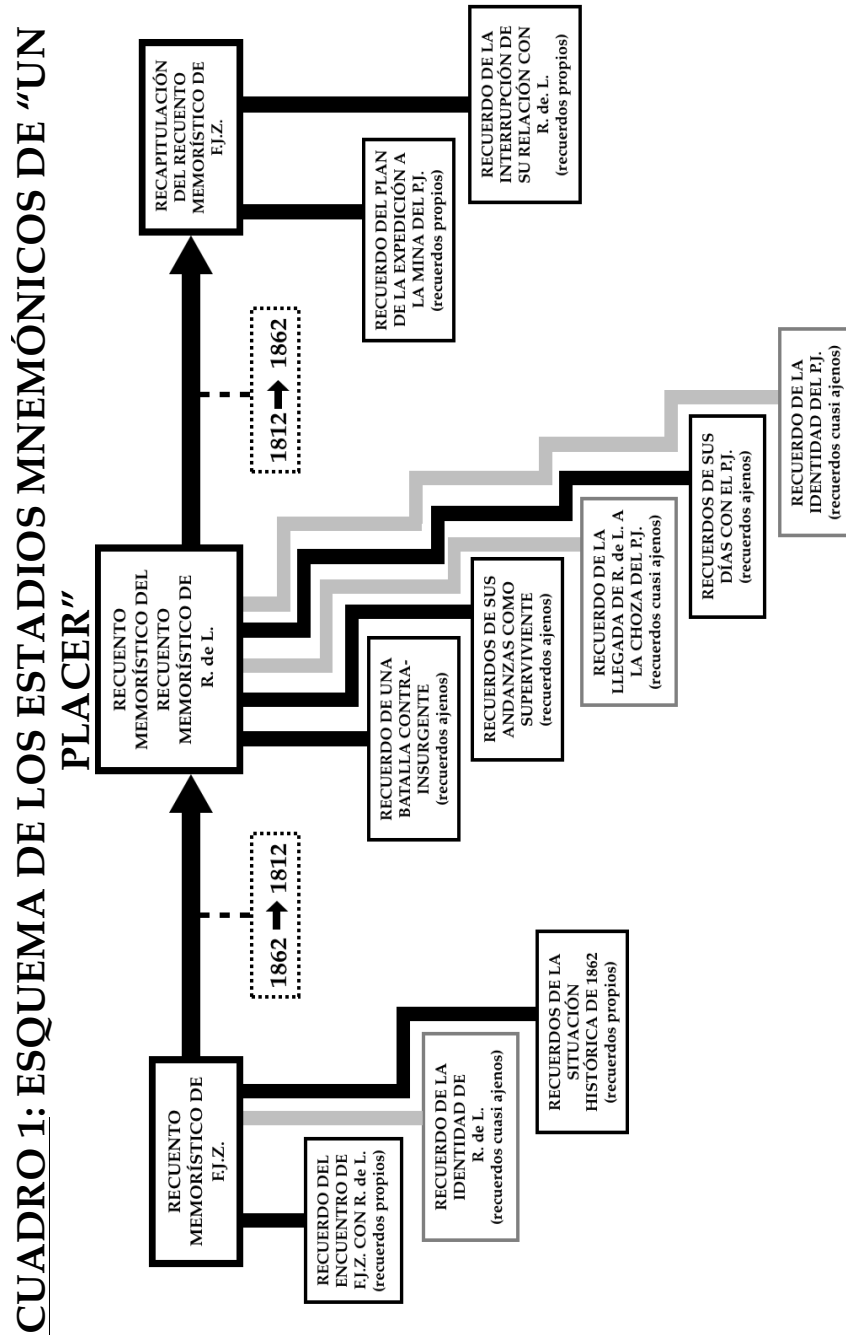 CUADRO 1: ESQUEMA DE LOS ESTADIOS MNEMÓNICOS DE “UN
PLACER”
RECUENTO
MEMORÍSTICO DE
F.J.Z.
RECUERDO DEL
ENCUENTRO DE
F.J.Z. CON R. de L.
(recuerdos propios)
RECUERDO DE LA
IDENTIDAD DE
R. de L.
(recuerdos cuasi ajenos)
RECUERDOS DE LA
SITUACIÓN
HISTÓRICA DE 1862
(recuerdos propios)
1862 → 1812
RECUENTO
MEMORÍSTICO DEL
RECUENTO
MEMORÍSTICO DE
R. de L.
RECUERDO DE UNA
BATALLA CONTRA-
INSURGENTE
(recuerdos ajenos)
RECUERDOS DE SUS
ANDANZAS COMO
SUPERVIVIENTE
(recuerdos ajenos)
RECUERDO DE LA
LLEGADA DE R. de L. A
LA CHOZA DEL P.J.
(recuerdos cuasi ajenos)
RECUERDOS DE SUS
DÍAS CON EL P.J.
(recuerdos ajenos)
RECUERDO DE LA
IDENTIDAD DEL P.J.
(recuerdos cuasi ajenos)
1812 → 1862
RECAPITULACIÓN
DEL RECUENTO
MEMORÍSTICO DE
F.J.Z.
RECUERDO DEL PLAN
DE LA EXPEDICIÓN A
LA MINA DEL P.J.
(recuerdos propios)
RECUERDO DE LA
INTERRUPCIÓN DE
SU RELACIÓN CON
R. de. L.
(recuerdos propios)